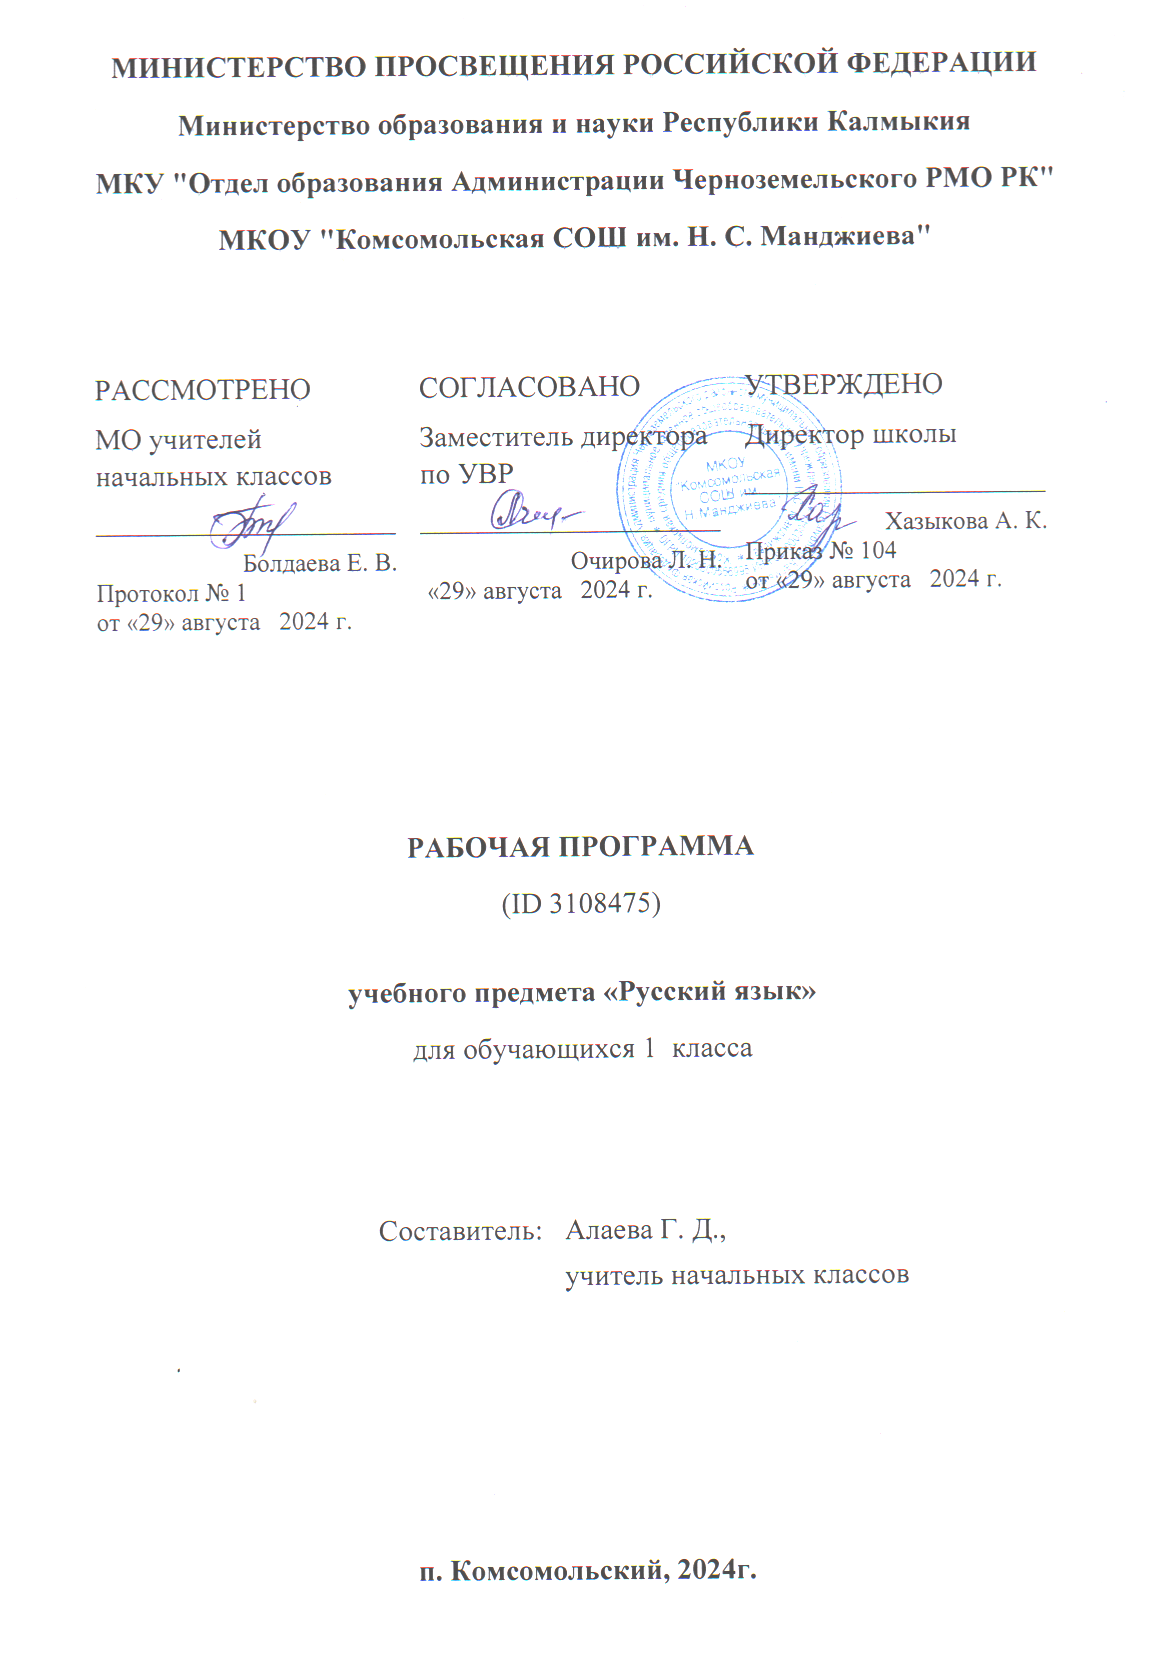 МИНИСТЕРСТВО ПРОСВЕЩЕНИЯ РОССИЙСКОЙ ФЕДЕРАЦИИ
Министерство образования и науки Республики Калмыкия
МКУ "Отдел образования Администрации Черноземельского РМО РК"
МКОУ "Комсомольская СОШ им. Н. С. Манджиева"
РАССМОТРЕНО
МО учителей
начальных классов
Болдаева Е. В.
Протокол № 1
от «29» августа 2024 г.
СОГЛАСОВАНО
Заместитель директора
по УВР
Очирова Л. Н.
«29» августа 2024 г.
УТВЕРЖДЕНО
Директор школы
Хазыкова А. К.
Приказ № 104
от «29» августа 2024 г.
МКОУ
"Комсомольская
СОШ им.
Н.Манджиева"
РАБОЧАЯ ПРОГРАММА
(ID 3108475)
учебного предмета «Русский язык»
для обучающихся 1 класса
Составитель: Алаева Г. Д.,
учитель начальных классов
п. Комсомольский, 2024г.